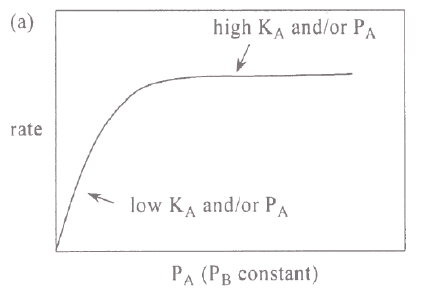 (a)
high K_A and/or P_A
rate
low K_A and/or P_A
P_A (P_B constant)